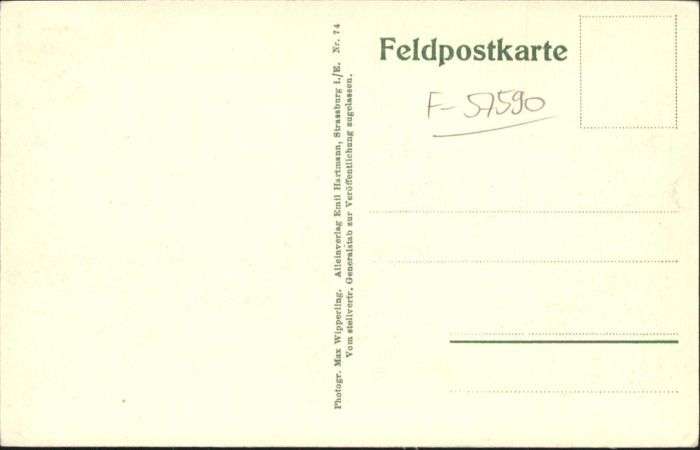 Feldpostkarte
F-57590
Photogr. Max Wipperling. Alleinverlag Emil Hartmann, Strassburg i./E. Nr. 74
Vom stellvertr. Generalstab zur Veröffentlichung zugelassen.